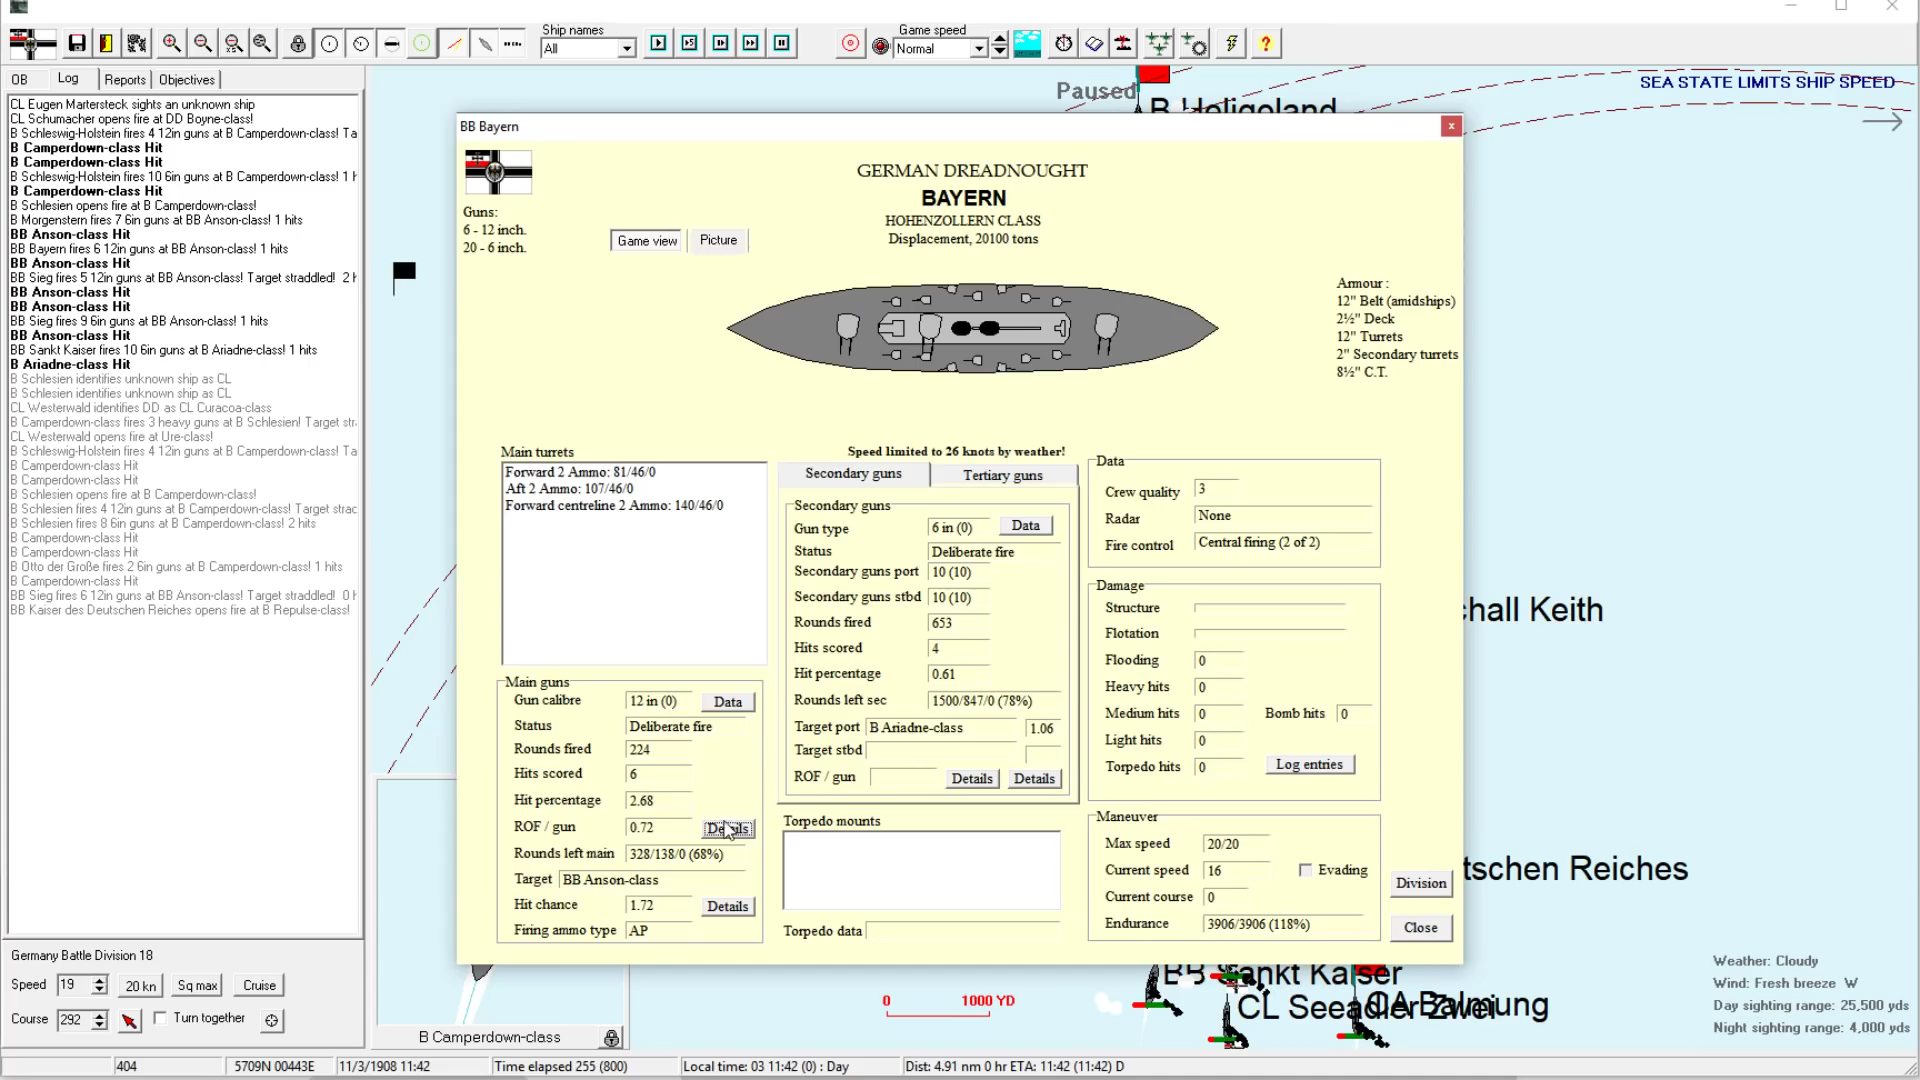 Ship names
All
Game speed
Normal
OB
Log
Reports
Objectives
CL Eugen Martersteck sights an unknown ship
CL Schumacher opens fire at DD Boyne-class!
B Schleswig-Holstein fires 4 12in guns at B Camperdown-class! Ta
B Camperdown-class Hit
B Camperdown-class Hit
B Schleswig-Holstein fires 10 6in guns at B Camperdown-class! 1 h
B Camperdown-class Hit
B Schlesien opens fire at B Camperdown-class!
B Morgenstern fires 7 6in guns at BB Anson-class! 1 hits
BB Anson-class Hit
BB Bayern fires 6 12in guns at BB Anson-class! 1 hits
BB Anson-class Hit
BB Sieg fires 5 12in guns at BB Anson-class! Target straddled! 2 h
BB Anson-class Hit
BB Anson-class Hit
BB Sieg fires 9 6in guns at BB Anson-class! 1 hits
BB Anson-class Hit
BB Sankt Kaiser fires 10 6in guns at B Ariadne-class! 1 hits
B Ariadne-class Hit
B Schlesien identifies unknown ship as CL
B Schlesien identifies unknown ship as CL
CL Westerwald identifies DD as CL Curacoa-class
B Camperdown-class fires 3 heavy guns at B Schlesien! Target str
CL Westerwald opens fire at Ure-class!
B Schleswig-Holstein fires 4 12in guns at B Camperdown-class! Ta
B Camperdown-class Hit
B Camperdown-class Hit
B Schlesien opens fire at B Camperdown-class!
B Schlesien fires 4 12in guns at B Camperdown-class! Target strac
B Schlesien fires 8 6in guns at B Camperdown-class! 2 hits
B Camperdown-class Hit
B Camperdown-class Hit
B Otto der Große fires 2 6in guns at B Camperdown-class! 1 hits
B Camperdown-class Hit
BB Sieg fires 6 12in guns at BB Anson-class! Target straddled! 0 h
BB Kaiser des Deutschen Reiches opens fire at B Repulse-class!
Germany Battle Division 18
Speed 19 20 kn Sq max Cruise
Course 292 Turn together
Paused
B Heligoland
SEA STATE LIMITS SHIP SPEED
BB Bayern
x
GERMAN DREADNOUGHT
BAYERN
HOHENZOLLERN CLASS
Displacement, 20100 tons
Guns:
6 - 12 inch.
20 - 6 inch.
Game view
Picture
Armour :
12" Belt (amidships)
2½" Deck
12" Turrets
2" Secondary turrets
8½" C.T.
Main turrets
Forward 2 Ammo: 81/46/0
Aft 2 Ammo: 107/46/0
Forward centreline 2 Ammo: 140/46/0
Main guns
Gun calibre 12 in (0) Data
Status Deliberate fire
Rounds fired 224
Hits scored 6
Hit percentage 2.68
ROF / gun 0.72 Details
Rounds left main 328/138/0 (68%)
Target BB Anson-class
Hit chance 1.72 Details
Firing ammo type AP
Speed limited to 26 knots by weather!
Secondary guns
Tertiary guns
Secondary guns
Gun type 6 in (0) Data
Status Deliberate fire
Secondary guns port 10 (10)
Secondary guns stbd 10 (10)
Rounds fired 653
Hits scored 4
Hit percentage 0.61
Rounds left sec 1500/847/0 (78%)
Target port B Ariadne-class 1.06
Target stbd
ROF / gun Details Details
Torpedo mounts
Torpedo data
Data
Crew quality 3
Radar None
Fire control Central firing (2 of 2)
Damage
Structure
Flotation
Flooding 0
Heavy hits 0
Medium hits 0 Bomb hits 0
Light hits 0
Torpedo hits 0 Log entries
Maneuver
Max speed 20/20
Current speed 16 Evading
Current course 0
Endurance 3906/3906 (118%)
Division
Close
chall Keith
tschen Reiches
BB Sankt Kaiser
CL Seeadler Zwei
CA Balmung
0 1000 YD
B Camperdown-class
Weather: Cloudy
Wind: Fresh breeze W
Day sighting range: 25,500 yds
Night sighting range: 4,000 yds
404
5709N 00443E
11/3/1908 11:42
Time elapsed 255 (800)
Local time: 03 11:42 (0) : Day
Dist: 4.91 nm 0 hr ETA: 11:42 (11:42) D